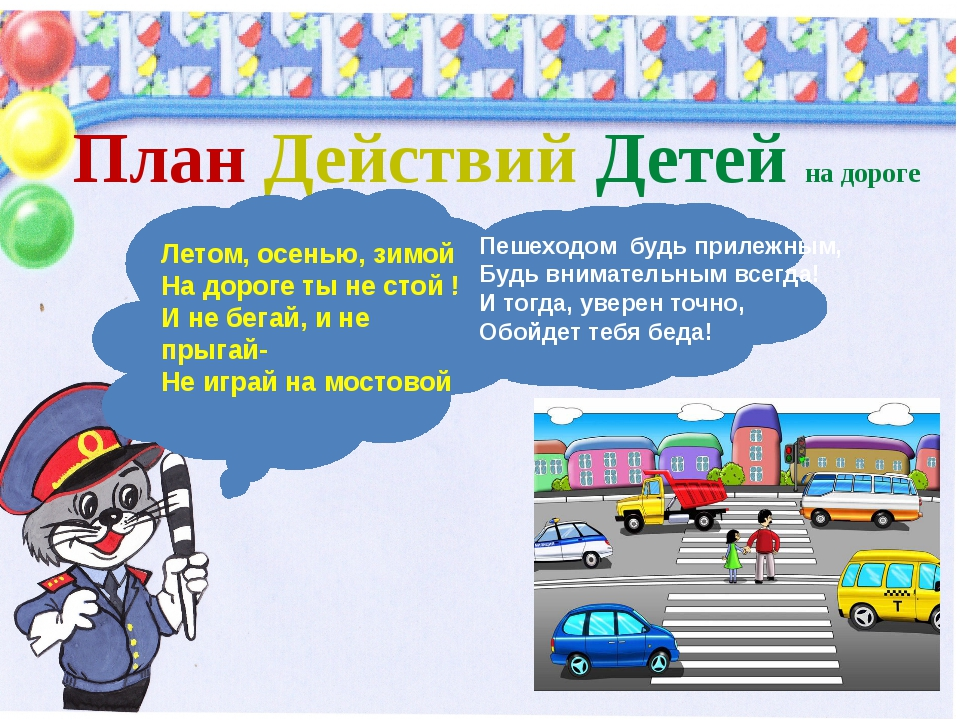 План Действий Детей на дороге
Летом, осенью, зимой
На дороге ты не стой !
И не бегай, и не
прыгай-
Не играй на мостовой
Пешеходом будь прилежным,
Будь внимательным всегда!
И тогда, уверен точно,
Обойдет тебя беда!
МИЛИЦИЯ
Т